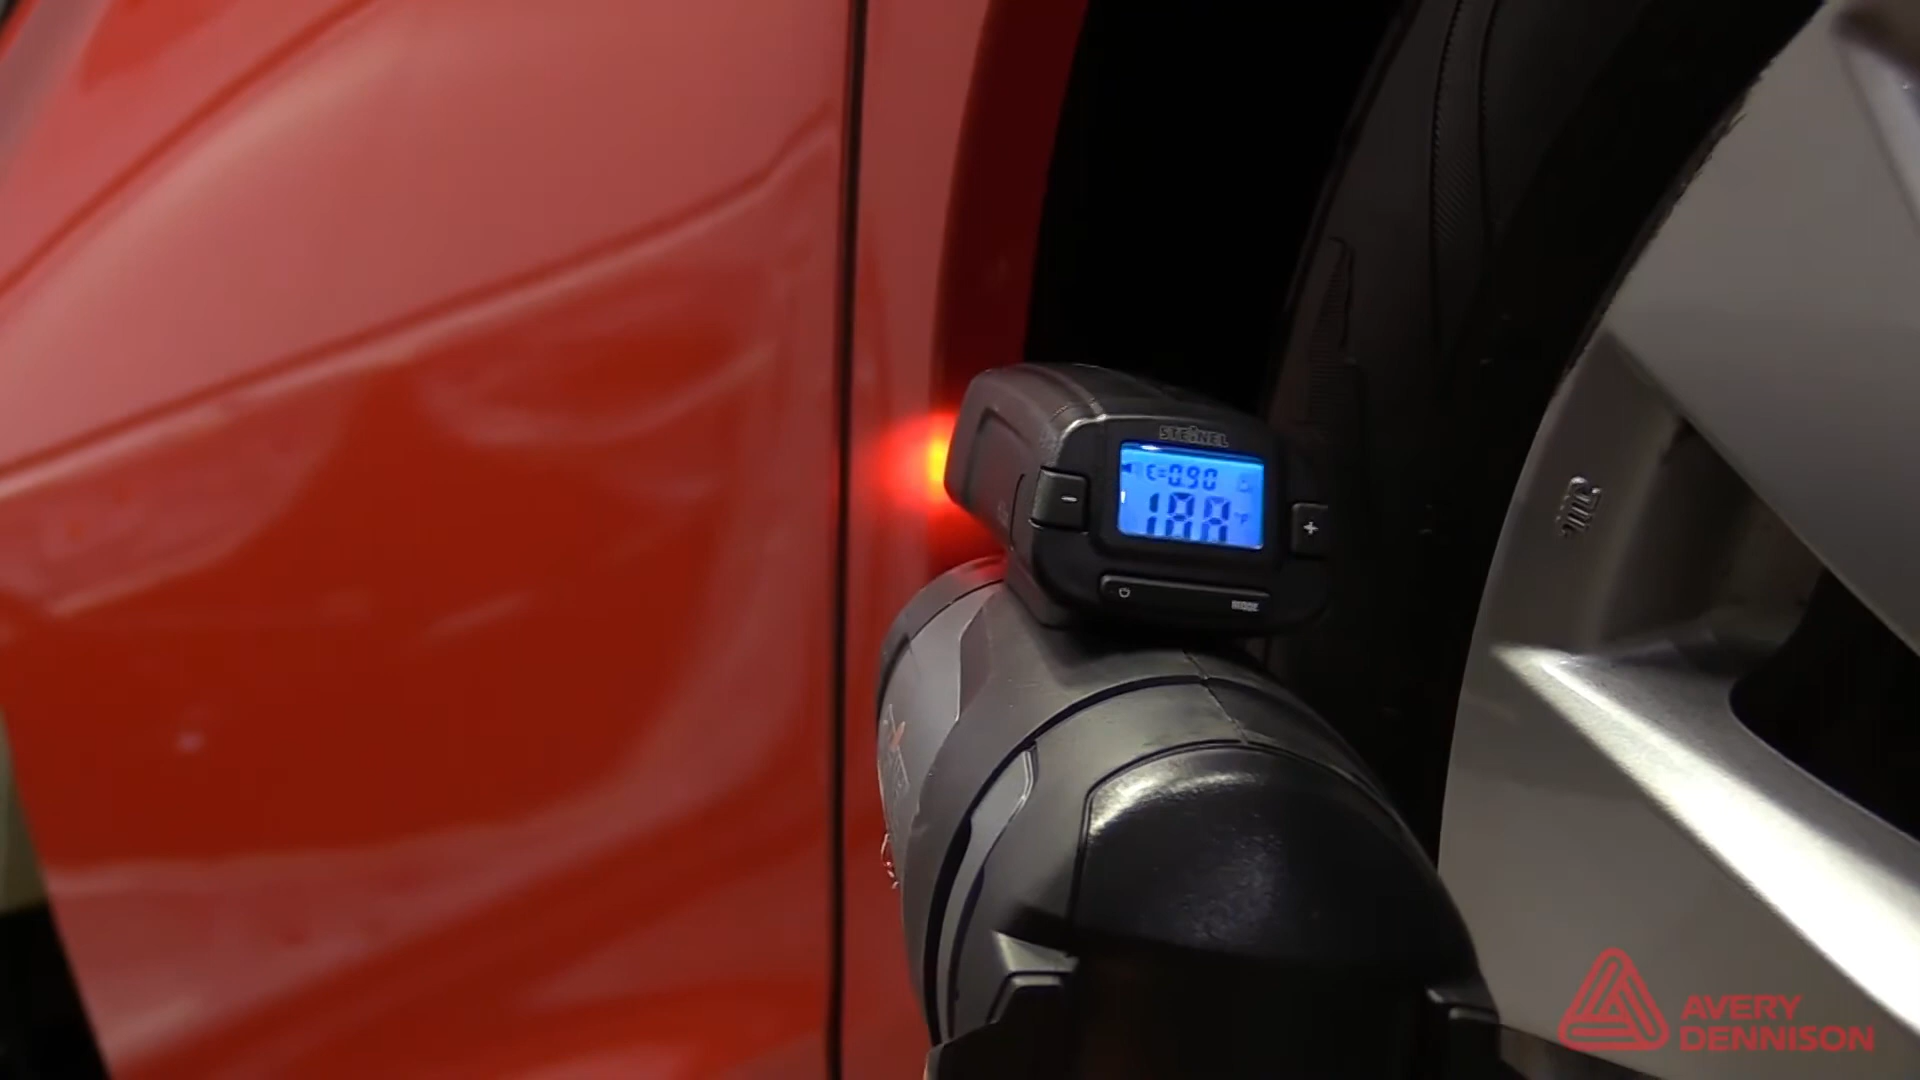 STEINEL
ε=0.90
188 °F
−
+
MODE
AVERY
DENNISON